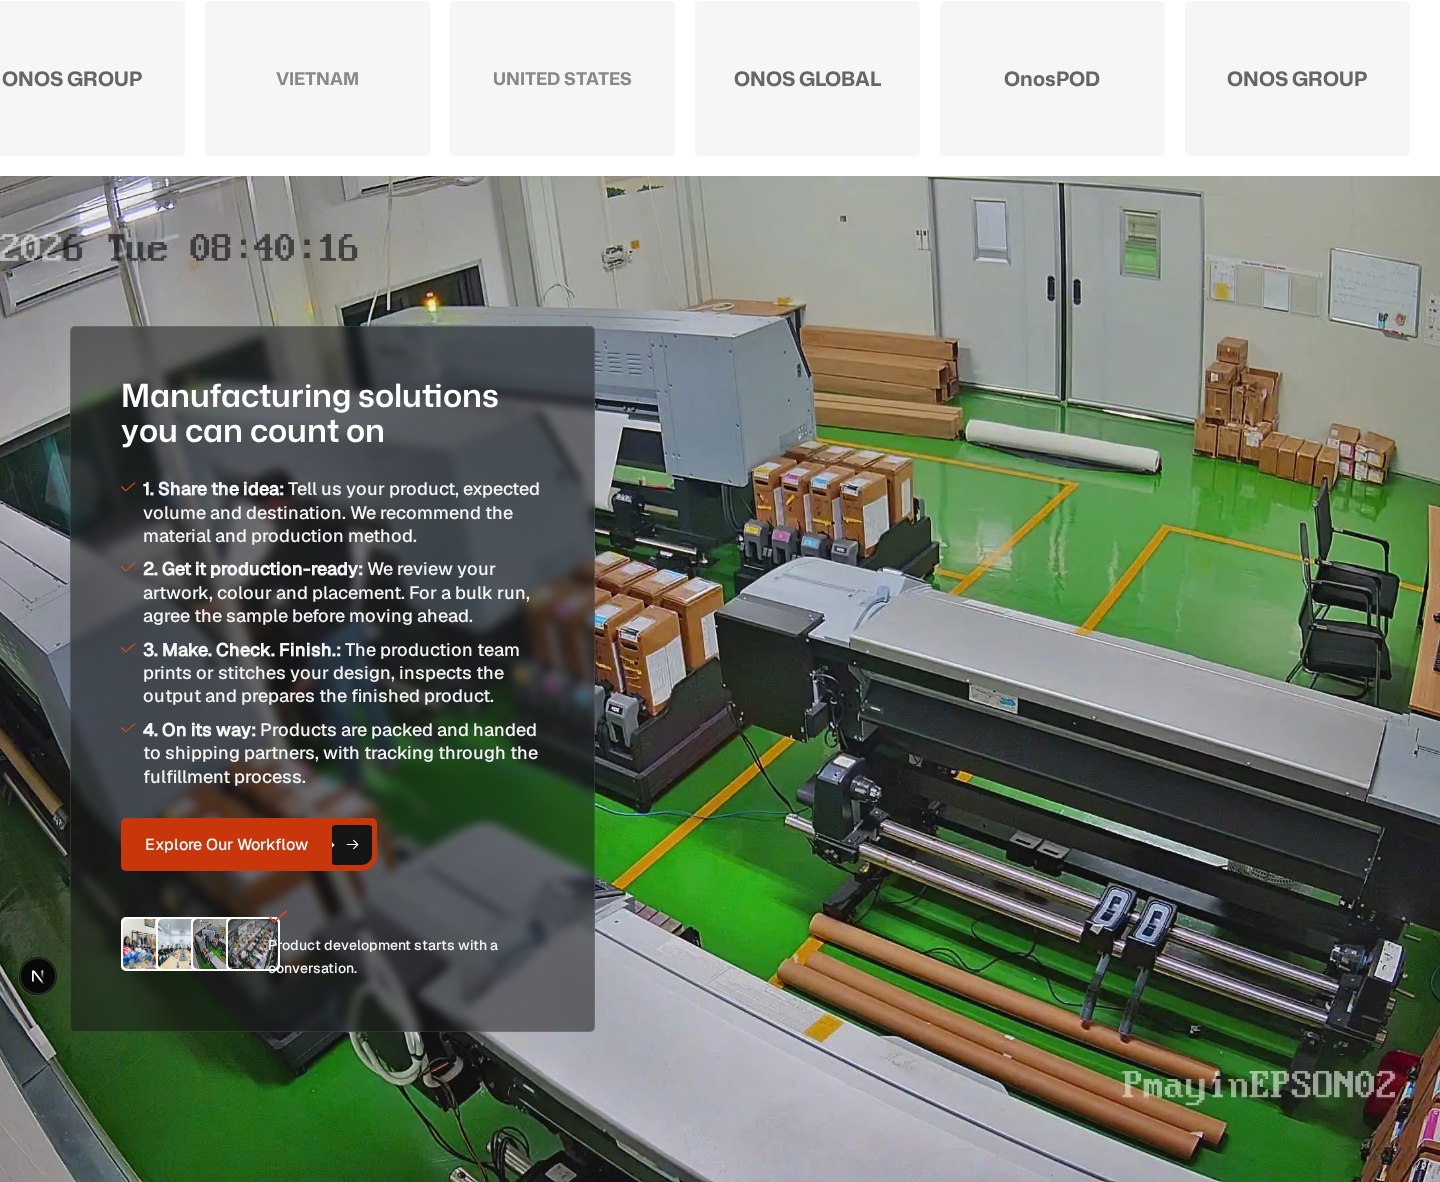 ONOS GROUP
VIETNAM
UNITED STATES
ONOS GLOBAL
OnosPOD
ONOS GROUP
2026 Tue 08:40:16
Manufacturing solutions
you can count on
1. Share the idea: Tell us your product, expected
volume and destination. We recommend the
material and production method.
2. Get it production-ready: We review your
artwork, colour and placement. For a bulk run,
agree the sample before moving ahead.
3. Make. Check. Finish.: The production team
prints or stitches your design, inspects the
output and prepares the finished product.
4. On its way: Products are packed and handed
to shipping partners, with tracking through the
fulfillment process.
Explore Our Workflow
Product development starts with a
conversation.
N
PmayinEPSON02